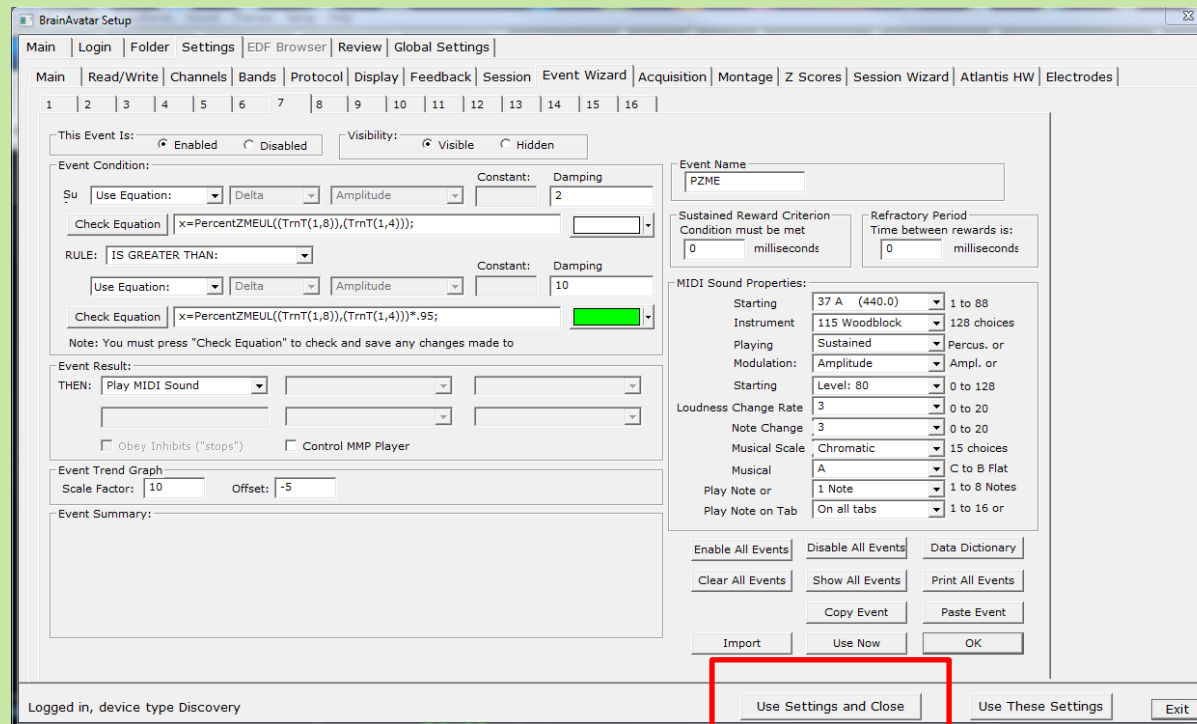 BrainAvatar Setup
Main Login Folder Settings EDF Browser Review Global Settings
Main Read/Write Channels Bands Protocol Display Feedback Session Event Wizard Acquisition Montage Z Scores Session Wizard Atlantis HW Electrodes
1 2 3 4 5 6 7 8 9 10 11 12 13 14 15 16
This Event Is: Enabled Disabled
Visibility: Visible Hidden
Event Condition:
Constant: Damping
Su Use Equation: Delta Amplitude 2
Check Equation x=PercentZMEUL((TrnT(1,8)),(TrnT(1,4)));
RULE: IS GREATER THAN:
Constant: Damping
Use Equation: Delta Amplitude 10
Check Equation x=PercentZMEUL((TrnT(1,8)),(TrnT(1,4)))*.95;
Note: You must press "Check Equation" to check and save any changes made to
Event Result:
THEN: Play MIDI Sound
Obey Inhibits ("stops") Control MMP Player
Event Trend Graph
Scale Factor: 10 Offset: -5
Event Summary:
Event Name
PZME
Sustained Reward Criterion
Condition must be met
0 milliseconds
Refractory Period
Time between rewards is:
0 milliseconds
MIDI Sound Properties:
Starting 37 A (440.0) 1 to 88
Instrument 115 Woodblock 128 choices
Playing Sustained Percus. or
Modulation: Amplitude Ampl. or
Starting Level: 80 0 to 128
Loudness Change Rate 3 0 to 20
Note Change 3 0 to 20
Musical Scale Chromatic 15 choices
Musical A C to B Flat
Play Note or 1 Note 1 to 8 Notes
Play Note on Tab On all tabs 1 to 16 or
Enable All Events Disable All Events Data Dictionary
Clear All Events Show All Events Print All Events
Copy Event Paste Event
Import Use Now OK
Logged in, device type Discovery Use Settings and Close Use These Settings Exit